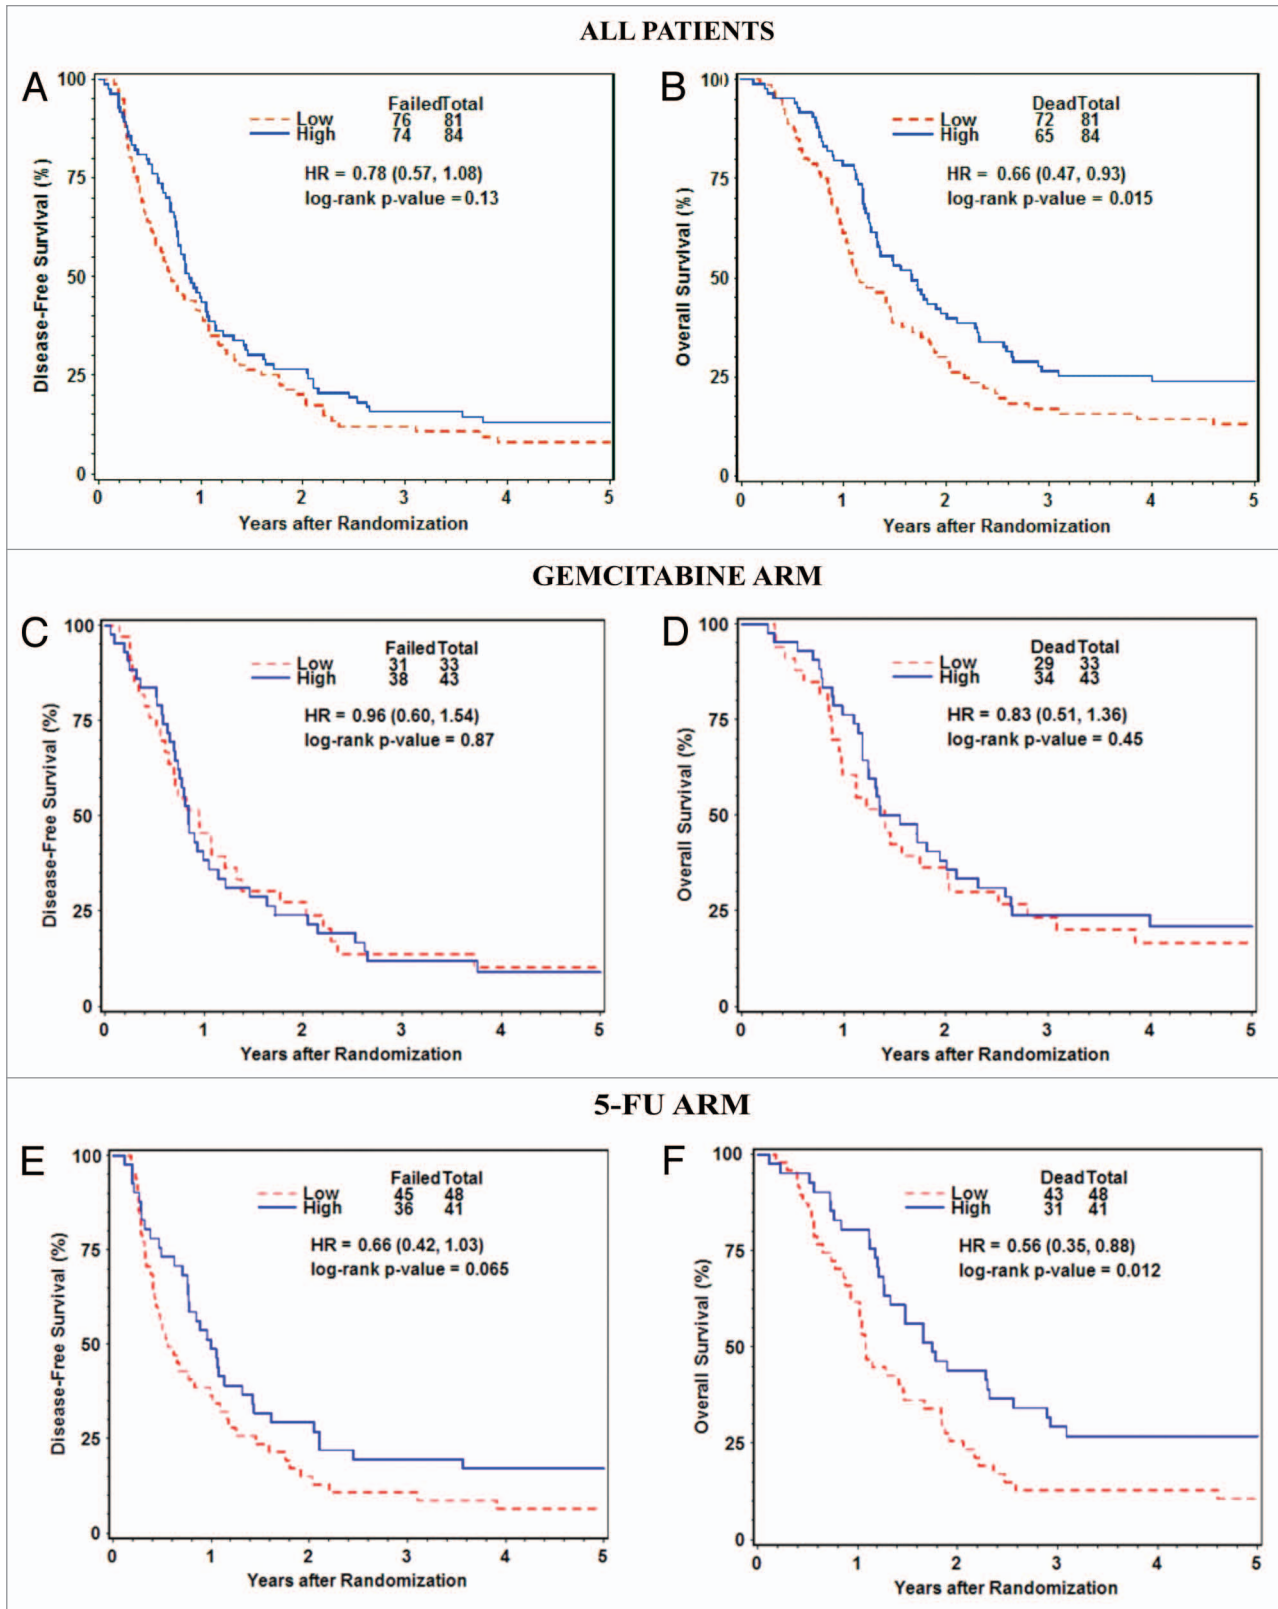 ALL PATIENTS
A
100
75
50
25
0
Disease-Free Survival (%)
FailedTotal
Low 76 81
High 74 84
HR = 0.78 (0.57, 1.08)
log-rank p-value = 0.13
0 1 2 3 4 5
Years after Randomization
B
100
75
50
25
0
Overall Survival (%)
DeadTotal
Low 72 81
High 65 84
HR = 0.66 (0.47, 0.93)
log-rank p-value = 0.015
0 1 2 3 4 5
Years after Randomization
GEMCITABINE ARM
C
100
75
50
25
0
Disease-Free Survival (%)
FailedTotal
Low 31 33
High 38 43
HR = 0.96 (0.60, 1.54)
log-rank p-value = 0.87
0 1 2 3 4 5
Years after Randomization
D
100
75
50
25
0
Overall Survival (%)
DeadTotal
Low 29 33
High 34 43
HR = 0.83 (0.51, 1.36)
log-rank p-value = 0.45
0 1 2 3 4 5
Years after Randomization
5-FU ARM
E
100
75
50
25
0
Disease-Free Survival (%)
FailedTotal
Low 45 48
High 36 41
HR = 0.66 (0.42, 1.03)
log-rank p-value = 0.065
0 1 2 3 4 5
Years after Randomization
F
100
75
50
25
0
Overall Survival (%)
Dead Total
Low 43 48
High 31 41
HR = 0.56 (0.35, 0.88)
log-rank p-value = 0.012
0 1 2 3 4 5
Years after Randomization